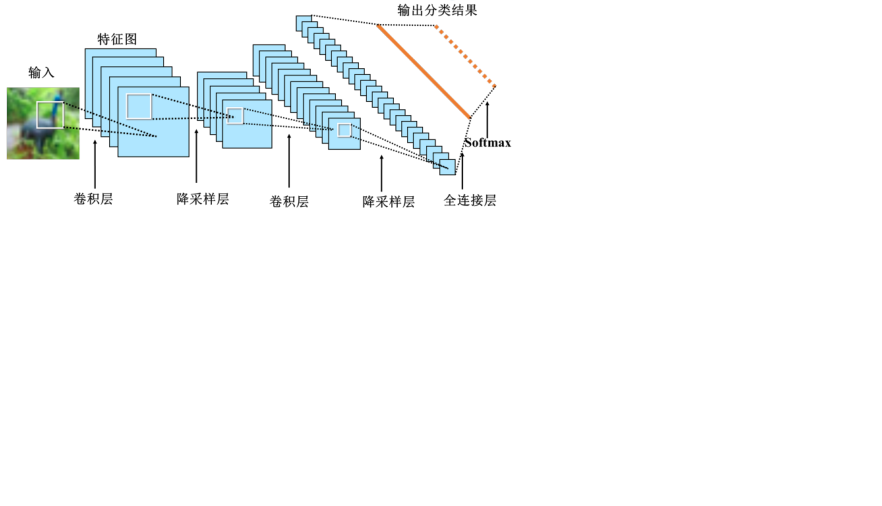 输出分类结果
特征图
输入
Softmax
卷积层
降采样层
卷积层
降采样层
全连接层